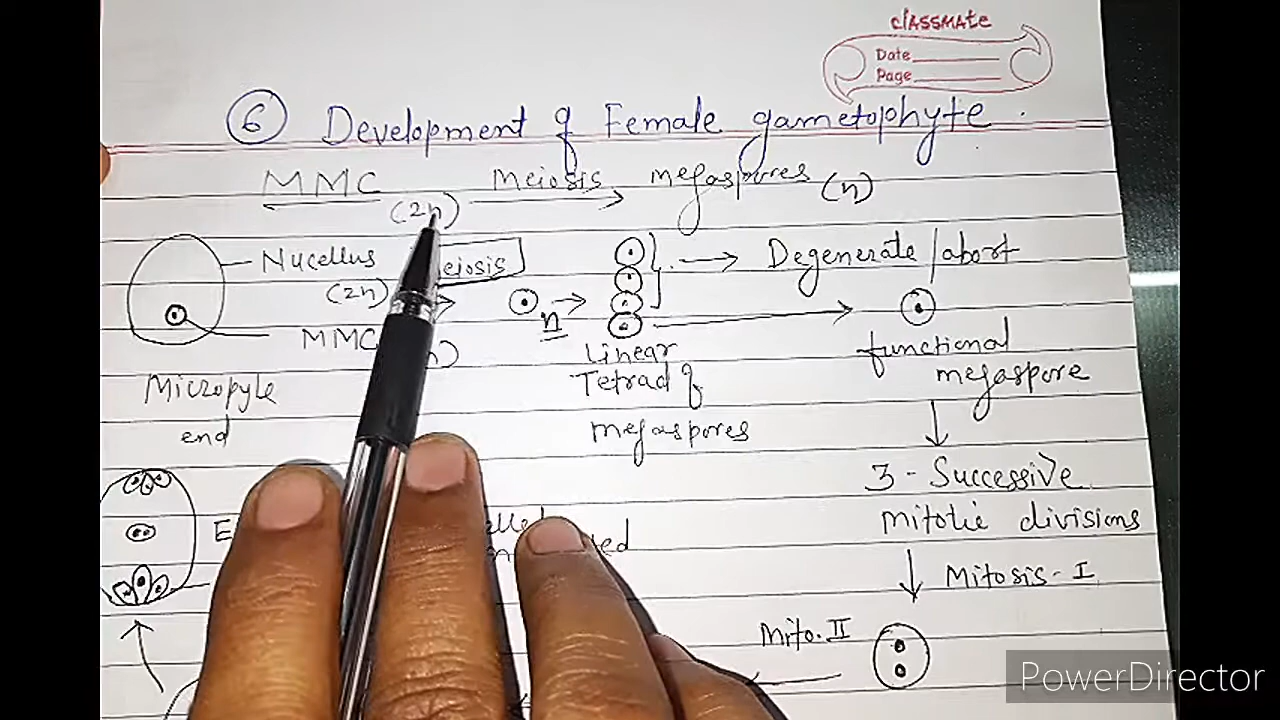 classmate
Date
Page
6 Development of Female gametophyte.
MMC (2n) Meiosis megaspores (n)
Nucellus (2n)
eiosis
n
Degenerate/abort
MMC
Linear Tetrad of megaspores
functional megaspore
Micropyle end
3 - Successive mitotic divisions
Mitosis - I
Mito. II
PowerDirector